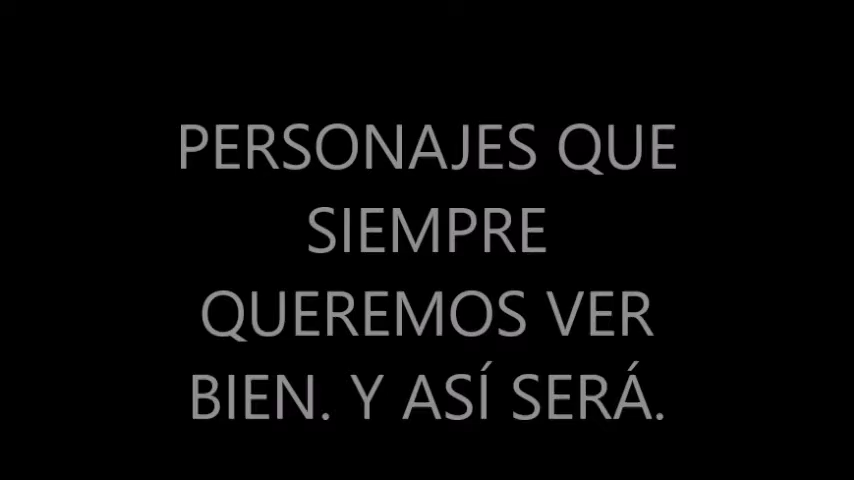 PERSONAJES QUE
SIEMPRE
QUEREMOS VER
BIEN. Y ASÍ SERÁ.